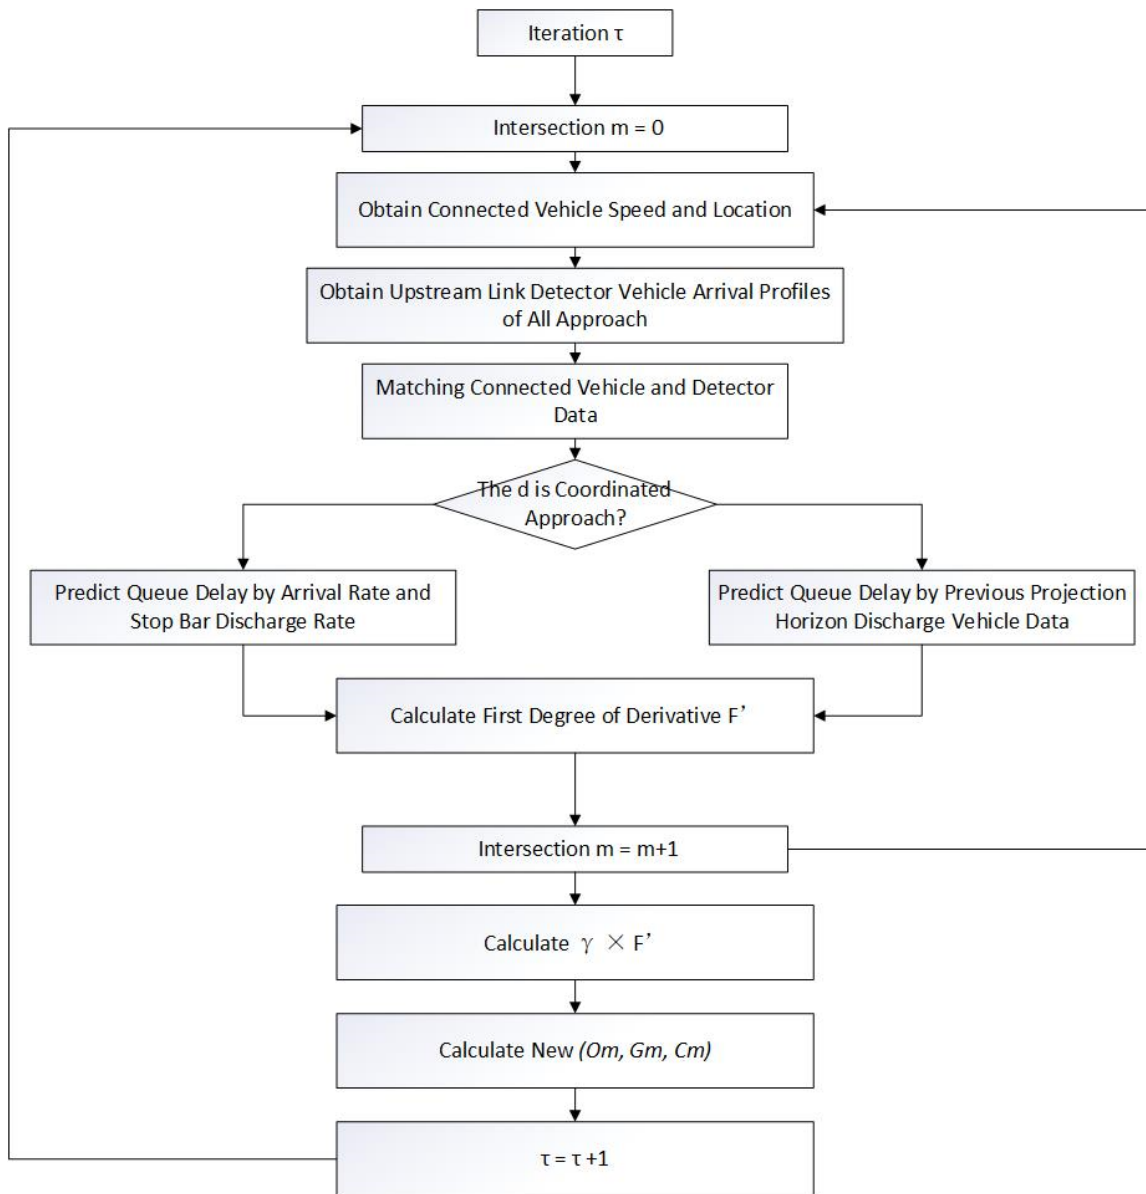 Iteration τ
Intersection m = 0
Obtain Connected Vehicle Speed and Location
Obtain Upstream Link Detector Vehicle Arrival Profiles
of All Approach
Matching Connected Vehicle and Detector
Data
The d is Coordinated
Approach?
Predict Queue Delay by Arrival Rate and
Stop Bar Discharge Rate
Predict Queue Delay by Previous Projection
Horizon Discharge Vehicle Data
Calculate First Degree of Derivative F’
Intersection m = m+1
Calculate γ × F’
Calculate New (Om, Gm, Cm)
τ = τ +1